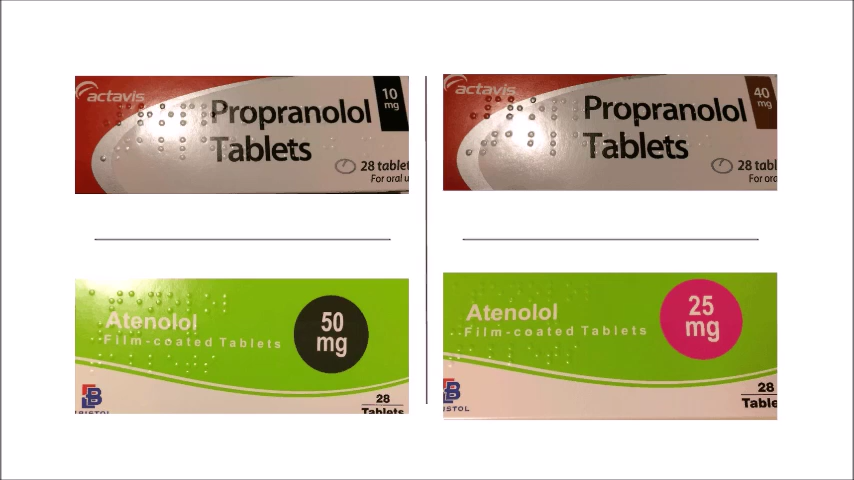 actavis
Propranolol
Tablets
10
mg
28 tablet
For oral u
actavis
Propranolol
Tablets
40
mg
28 tabl
For ora
Atenolol
Film-coated Tablets
50
mg
B
RISTOL
28
Tablets
Atenolol
Film-coated Tablets
25
mg
B
ISTOL
28
Table